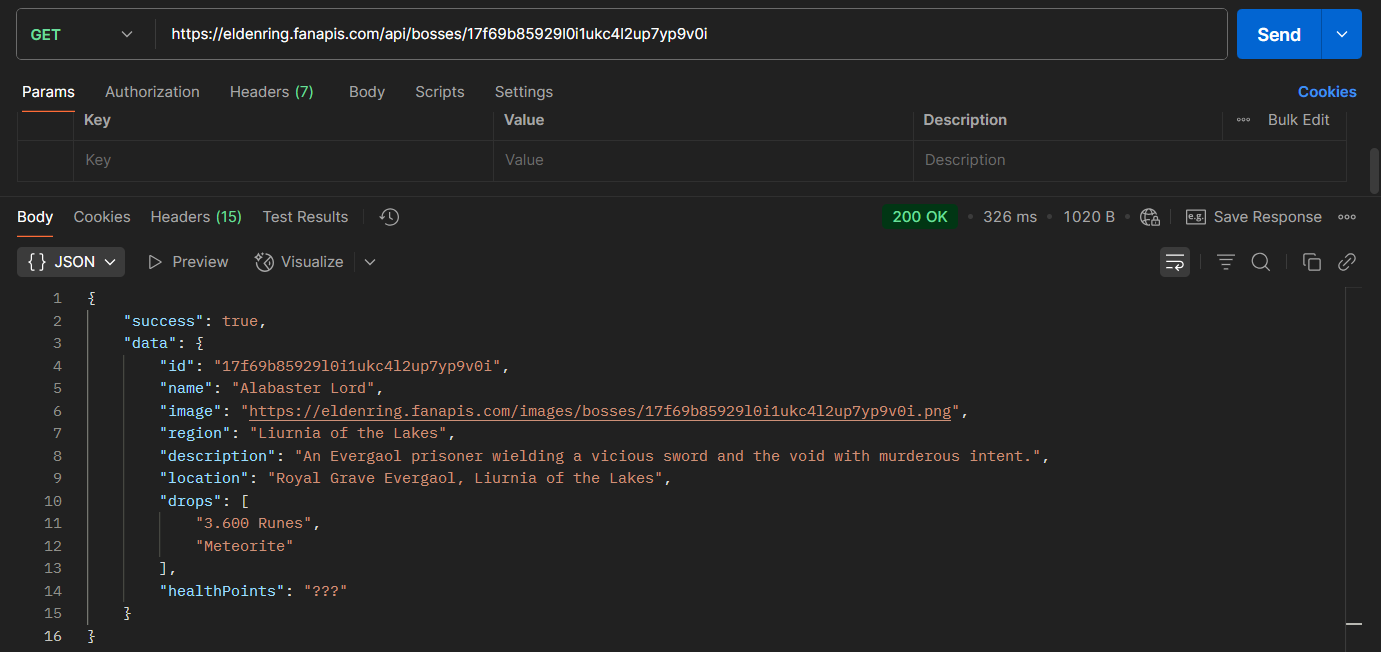 GET https://eldenring.fanapis.com/api/bosses/17f69b85929l0i1ukc4l2up7yp9v0i Send
Params Authorization Headers (7) Body Scripts Settings Cookies
Key Value Description Bulk Edit
Key Value Description
Body Cookies Headers (15) Test Results 200 OK • 326 ms • 1020 B • e.g. Save Response
{} JSON Preview Visualize
1 {
2 "success": true,
3 "data": {
4 "id": "17f69b85929l0i1ukc4l2up7yp9v0i",
5 "name": "Alabaster Lord",
6 "image": "https://eldenring.fanapis.com/images/bosses/17f69b85929l0i1ukc4l2up7yp9v0i.png",
7 "region": "Liurnia of the Lakes",
8 "description": "An Evergaol prisoner wielding a vicious sword and the void with murderous intent.",
9 "location": "Royal Grave Evergaol, Liurnia of the Lakes",
10 "drops": [
11 "3.600 Runes",
12 "Meteorite"
13 ],
14 "healthPoints": "???"
15 }
16 }